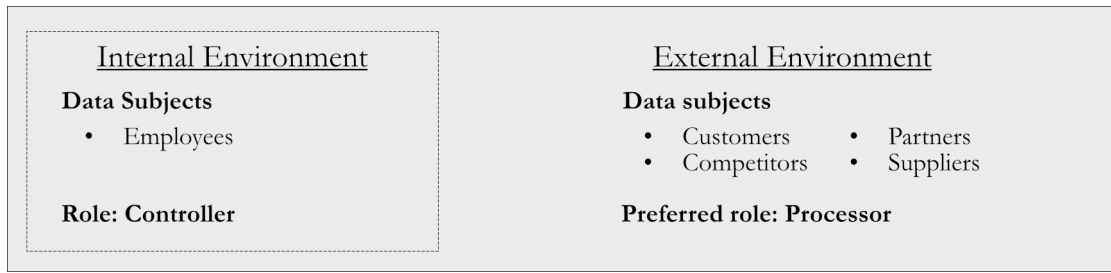 Internal Environment
Data Subjects
• Employees
Role: Controller
External Environment
Data subjects
• Customers • Partners
• Competitors • Suppliers
Preferred role: Processor